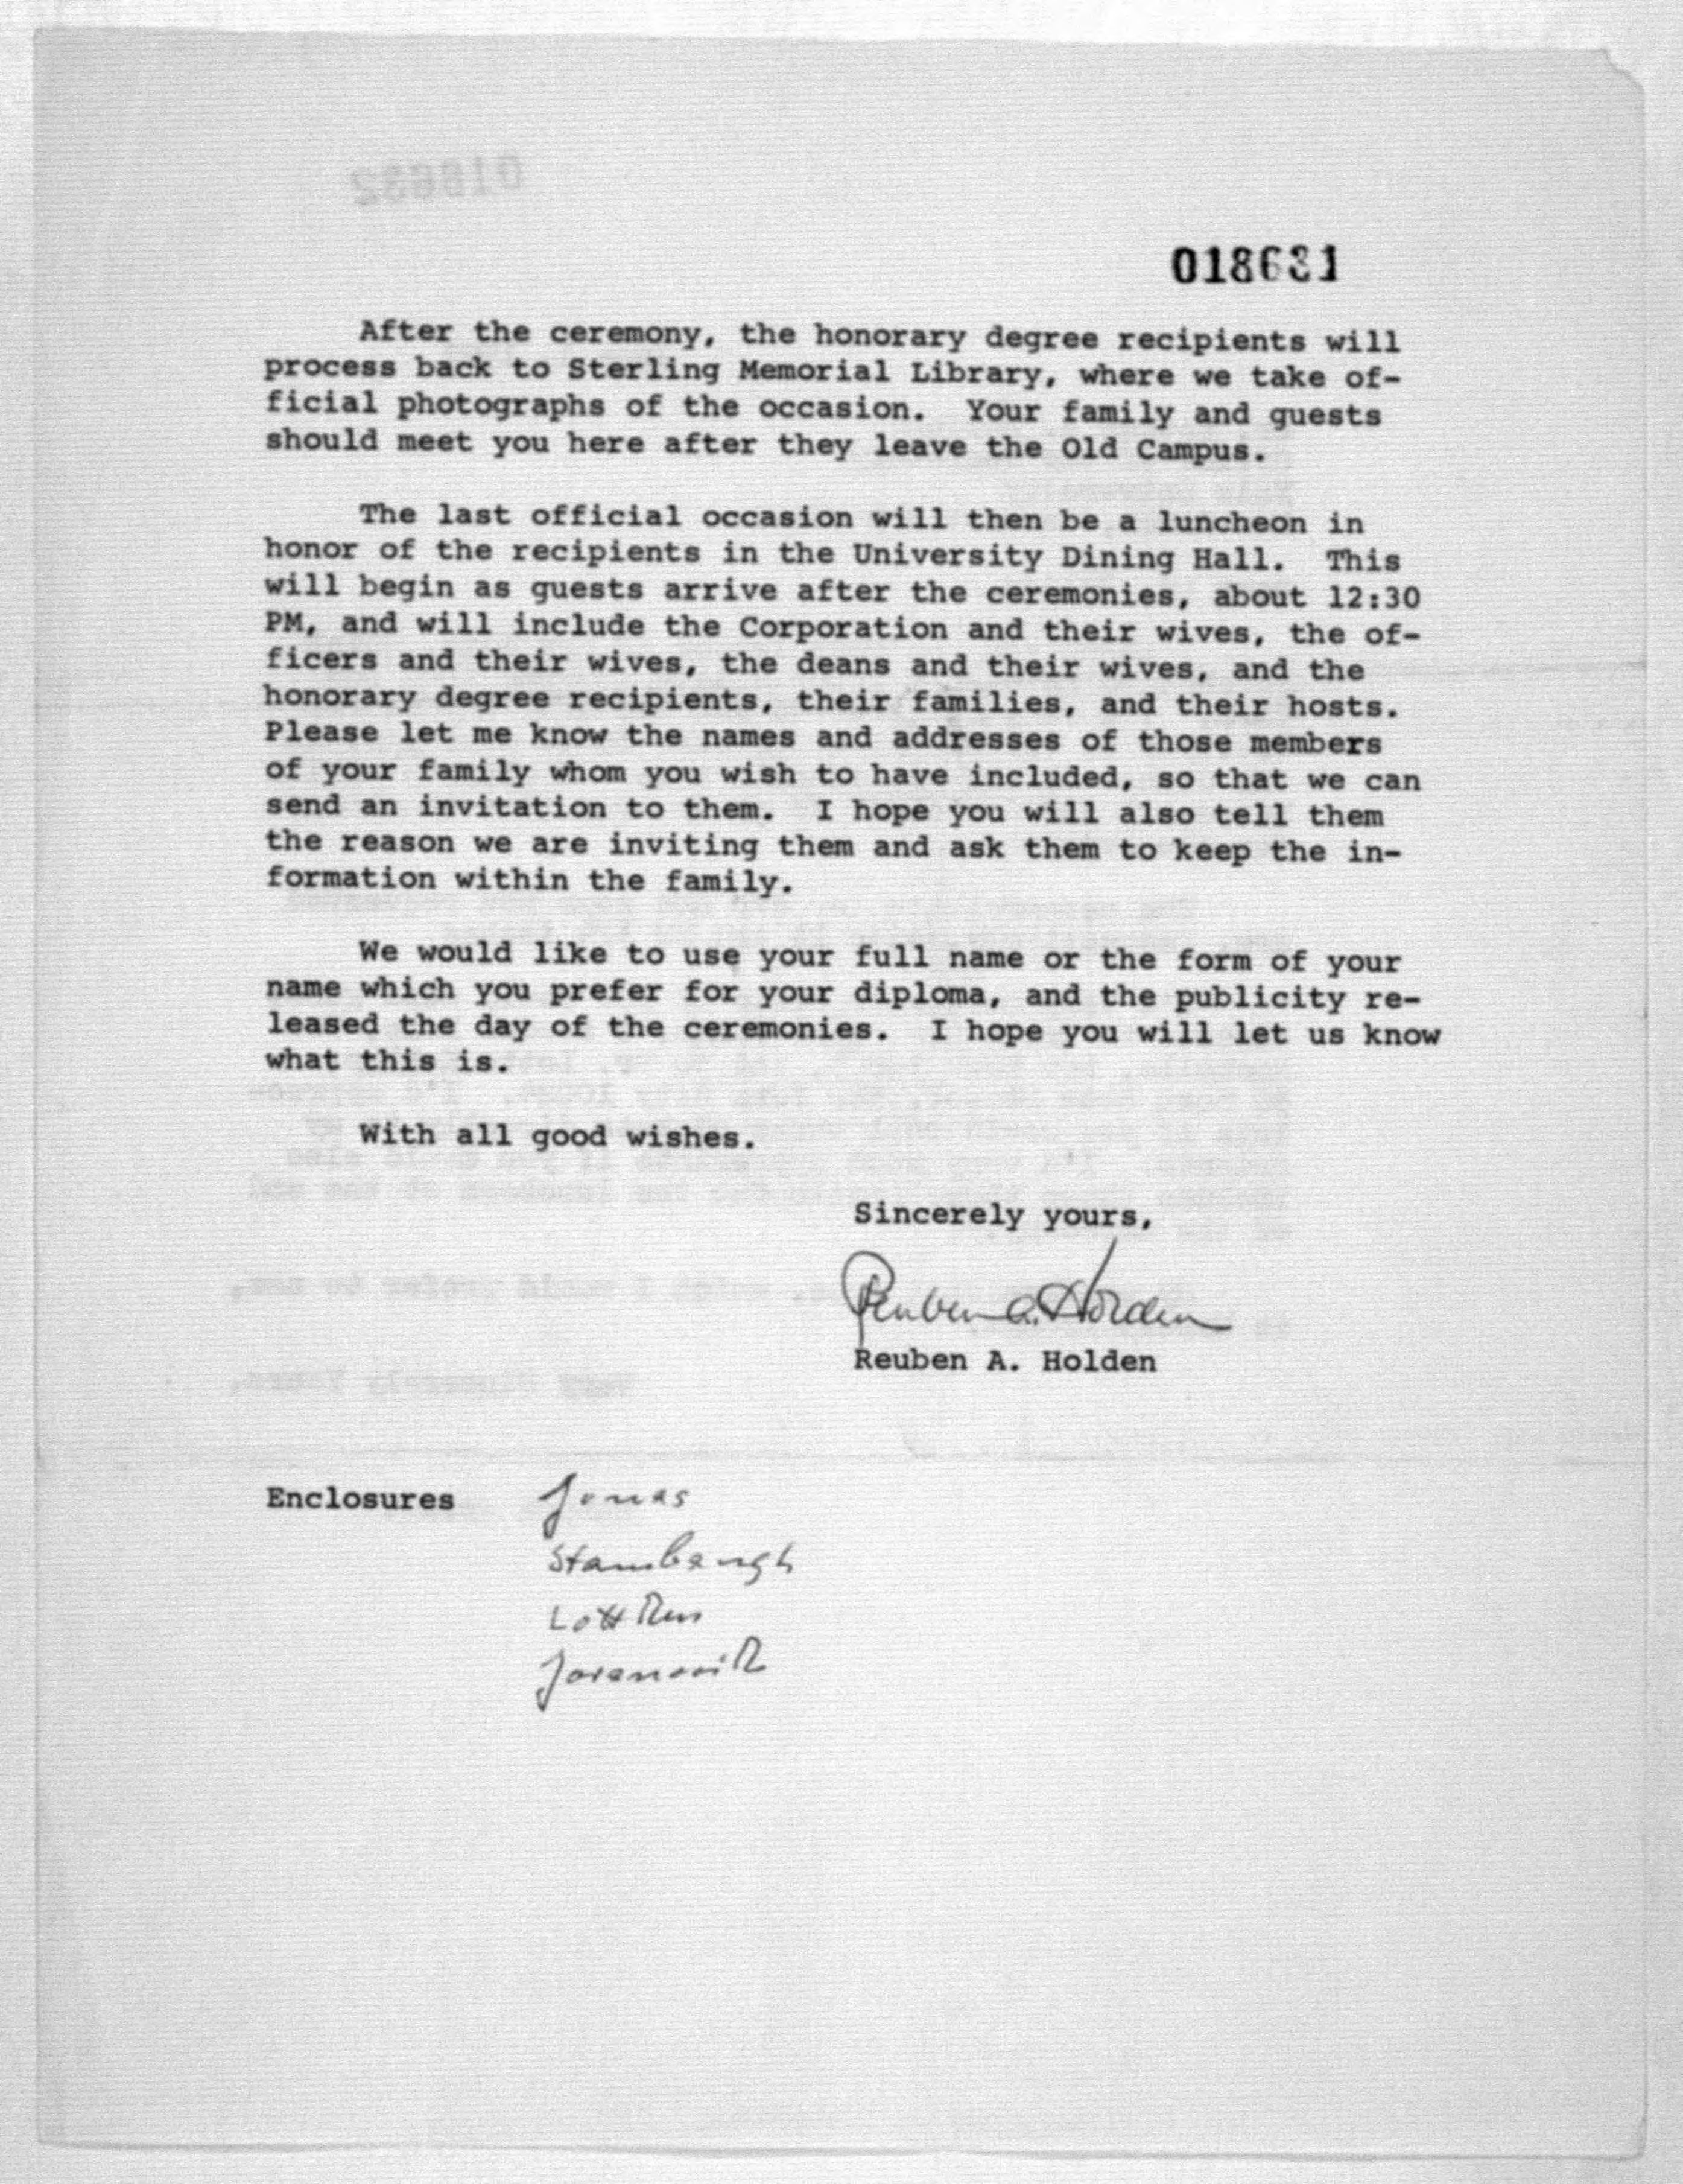 018631
After the ceremony, the honorary degree recipients will
process back to Sterling Memorial Library, where we take of-
ficial photographs of the occasion. Your family and guests
should meet you here after they leave the Old Campus.
The last official occasion will then be a luncheon in
honor of the recipients in the University Dining Hall. This
will begin as guests arrive after the ceremonies, about 12:30
PM, and will include the Corporation and their wives, the of-
ficers and their wives, the deans and their wives, and the
honorary degree recipients, their families, and their hosts.
Please let me know the names and addresses of those members
of your family whom you wish to have included, so that we can
send an invitation to them. I hope you will also tell them
the reason we are inviting them and ask them to keep the in-
formation within the family.
We would like to use your full name or the form of your
name which you prefer for your diploma, and the publicity re-
leased the day of the ceremonies. I hope you will let us know
what this is.
With all good wishes.
Sincerely yours,
Reuben A. Holden
Reuben A. Holden
Enclosures Jonas
Stambaugh
Jovanovich